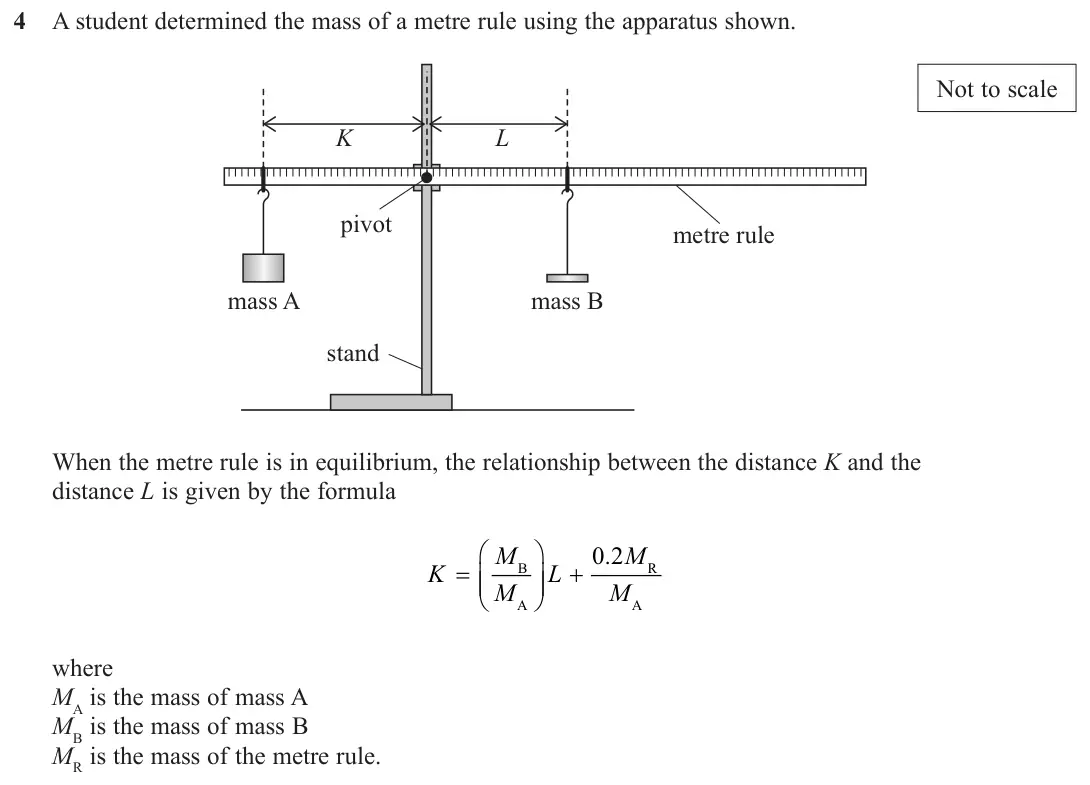 4 A student determined the mass of a metre rule using the apparatus shown.
Not to scale
K L
pivot
metre rule
mass A mass B
stand
When the metre rule is in equilibrium, the relationship between the distance K and the
distance L is given by the formula
K = (M_B / M_A) L + 0.2M_R / M_A
where
M_A is the mass of mass A
M_B is the mass of mass B
M_R is the mass of the metre rule.